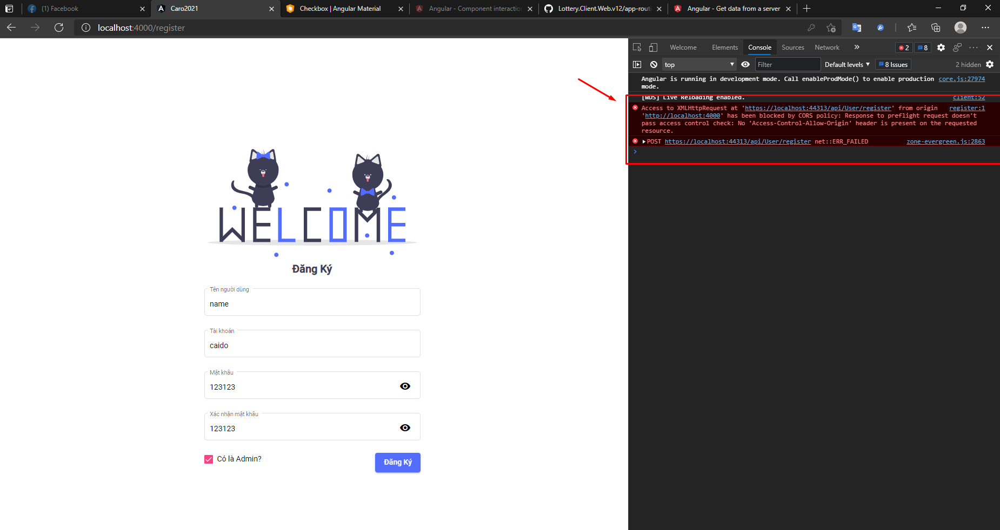 (1) Facebook
Caro2021
Checkbox | Angular Material
Angular - Component interaction
Lottery.Client.Web.v12/app-rout
Angular - Get data from a server
localhost:4000/register
Welcome
Elements
Console
Sources
Network
2
8
top
Filter
Default levels
8 Issues
2 hidden
Angular is running in development mode. Call enableProdMode() to enable production core.js:27974
mode.
[WDS] Live Reloading enabled. client:52
Access to XMLHttpRequest at 'https://localhost:44313/api/User/register' from origin register:1
'http://localhost:4000' has been blocked by CORS policy: Response to preflight request doesn't
pass access control check: No 'Access-Control-Allow-Origin' header is present on the requested
resource.
POST https://localhost:44313/api/User/register net::ERR_FAILED zone-evergreen.js:2863
WELCOME
Đăng Ký
Tên người dùng
name
Tài khoản
caido
Mật khẩu
123123
Xác nhận mật khẩu
123123
Có là Admin?
Đăng Ký